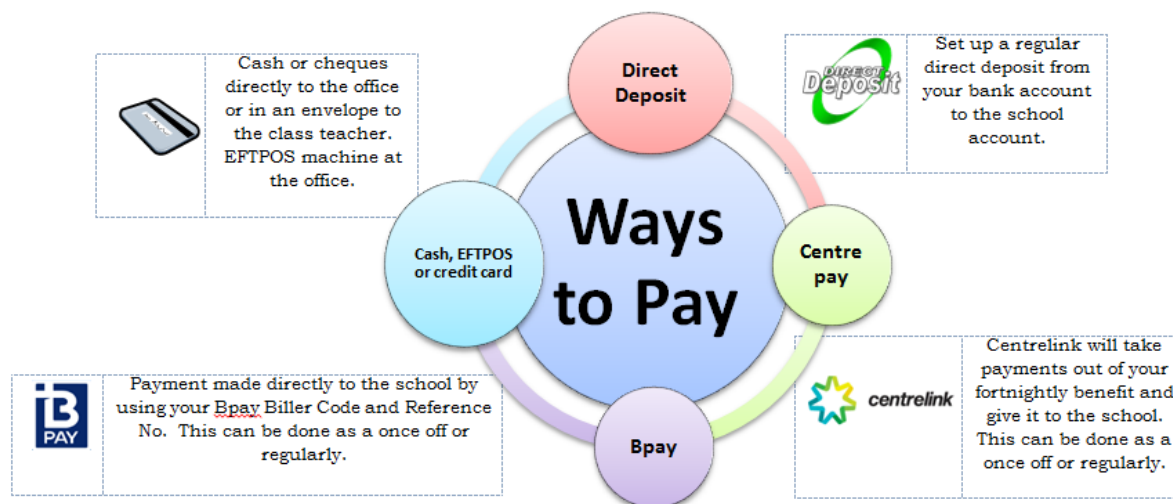 Cash or cheques
directly to the office
or in an envelope to
the class teacher.
EFTPOS machine at
the office.
Direct
Deposit
DIRECT
Deposit
Set up a regular
direct deposit from
your bank account
to the school
account.
Ways
to Pay
Cash, EFTPOS
or credit card
Centre
pay
B
PAY
Payment made directly to the school by
using your Bpay Biller Code and Reference
No. This can be done as a once off or
regularly.
Bpay
centrelink
Centrelink will take
payments out of your
fortnightly benefit and
give it to the school.
This can be done as a
once off or regularly.